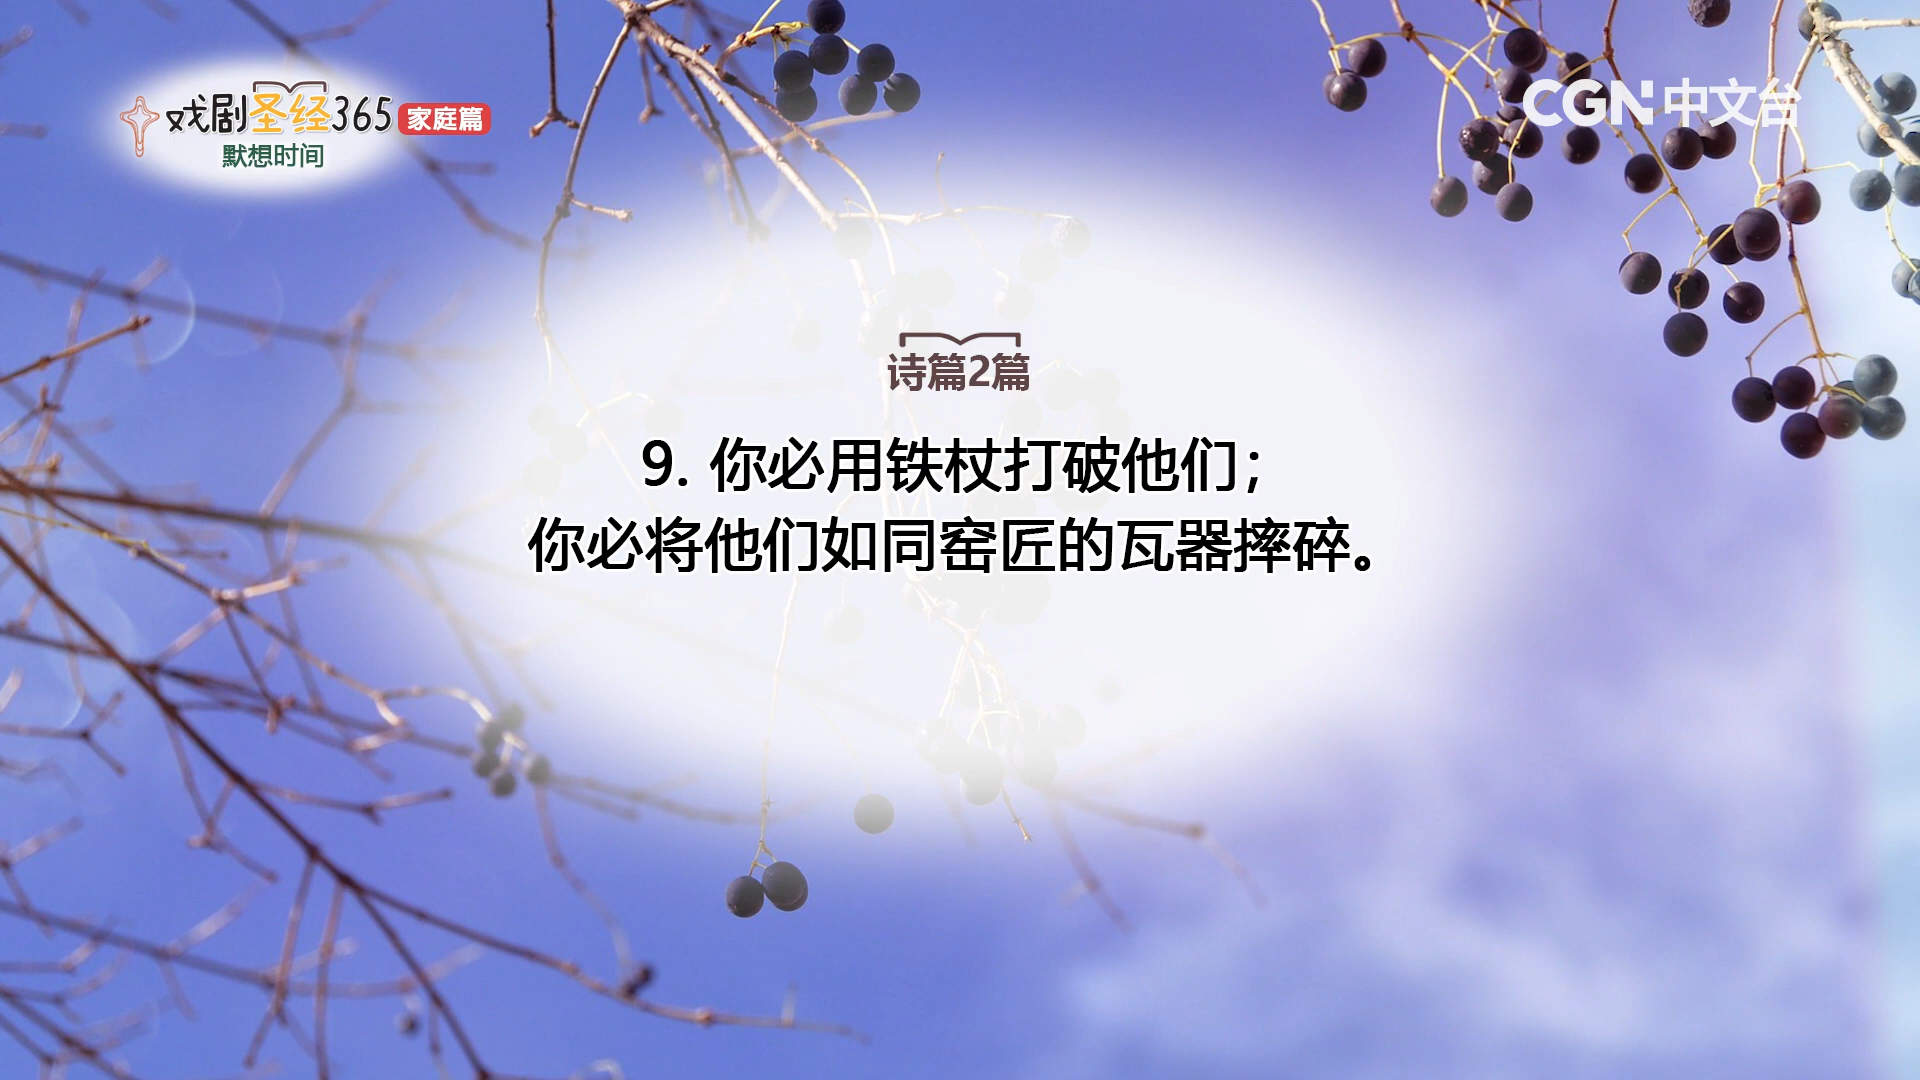 戏剧圣经365 家庭篇
默想时间
CGN中文台
诗篇2篇
9. 你必用铁杖打破他们；
你必将他们如同窑匠的瓦器摔碎。